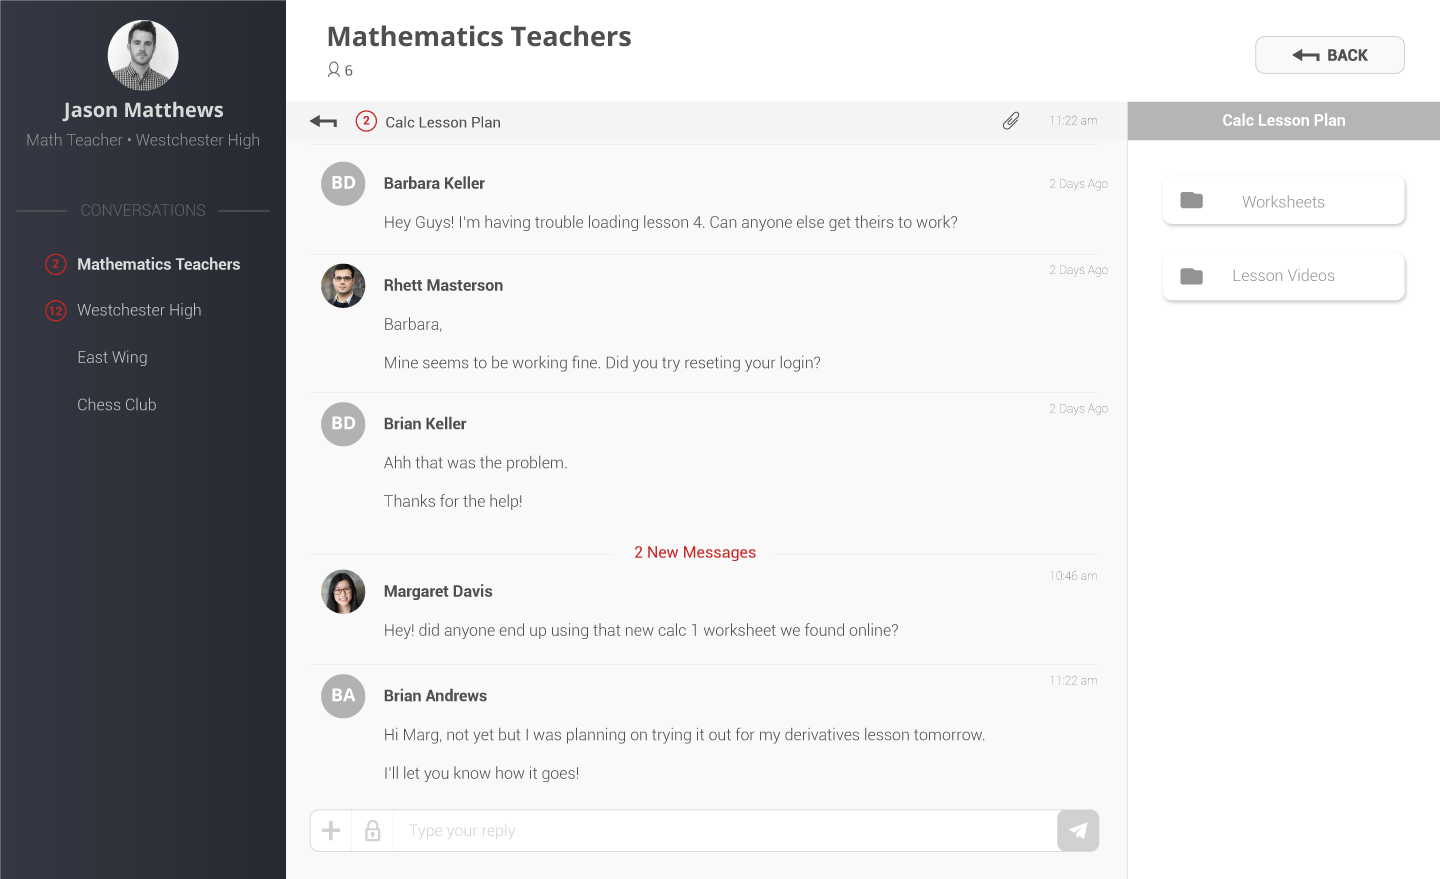 Jason Matthews
Math Teacher • Westchester High
CONVERSATIONS
2 Mathematics Teachers
12 Westchester High
East Wing
Chess Club
Mathematics Teachers
6
BACK
2 Calc Lesson Plan 11:22 am
BD Barbara Keller 2 Days Ago
Hey Guys! I'm having trouble loading lesson 4. Can anyone else get theirs to work?
Rhett Masterson 2 Days Ago
Barbara,
Mine seems to be working fine. Did you try reseting your login?
BD Brian Keller 2 Days Ago
Ahh that was the problem.
Thanks for the help!
2 New Messages
Margaret Davis 10:46 am
Hey! did anyone end up using that new calc 1 worksheet we found online?
BA Brian Andrews 11:22 am
Hi Marg, not yet but I was planning on trying it out for my derivatives lesson tomorrow.
I'll let you know how it goes!
Type your reply
Calc Lesson Plan
Worksheets
Lesson Videos